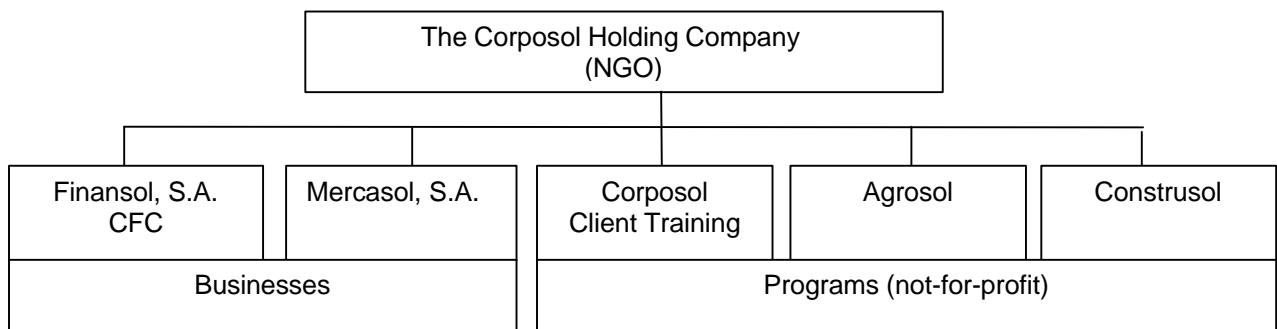 The Corposol Holding Company
(NGO)
Finansol, S.A.
CFC
Mercasol, S.A.
Corposol
Client Training
Agrosol
Construsol
Businesses
Programs (not-for-profit)